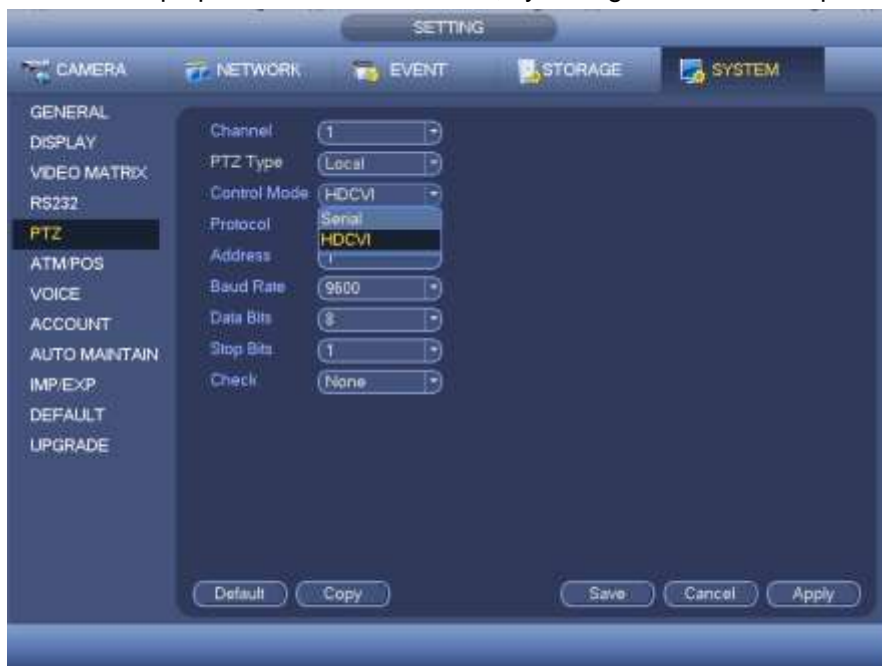 SETTING
CAMERA NETWORK EVENT STORAGE SYSTEM
GENERAL
DISPLAY
VIDEO MATRIX
RS232
PTZ
ATM/POS
VOICE
ACCOUNT
AUTO MAINTAIN
IMP/EXP
DEFAULT
UPGRADE
Channel 1
PTZ Type Local
Control Mode HDCVI
Protocol Serial
HDCVI
Address 1
Baud Rate 9600
Data Bits 8
Stop Bits 1
Check None
Default Copy Save Cancel Apply